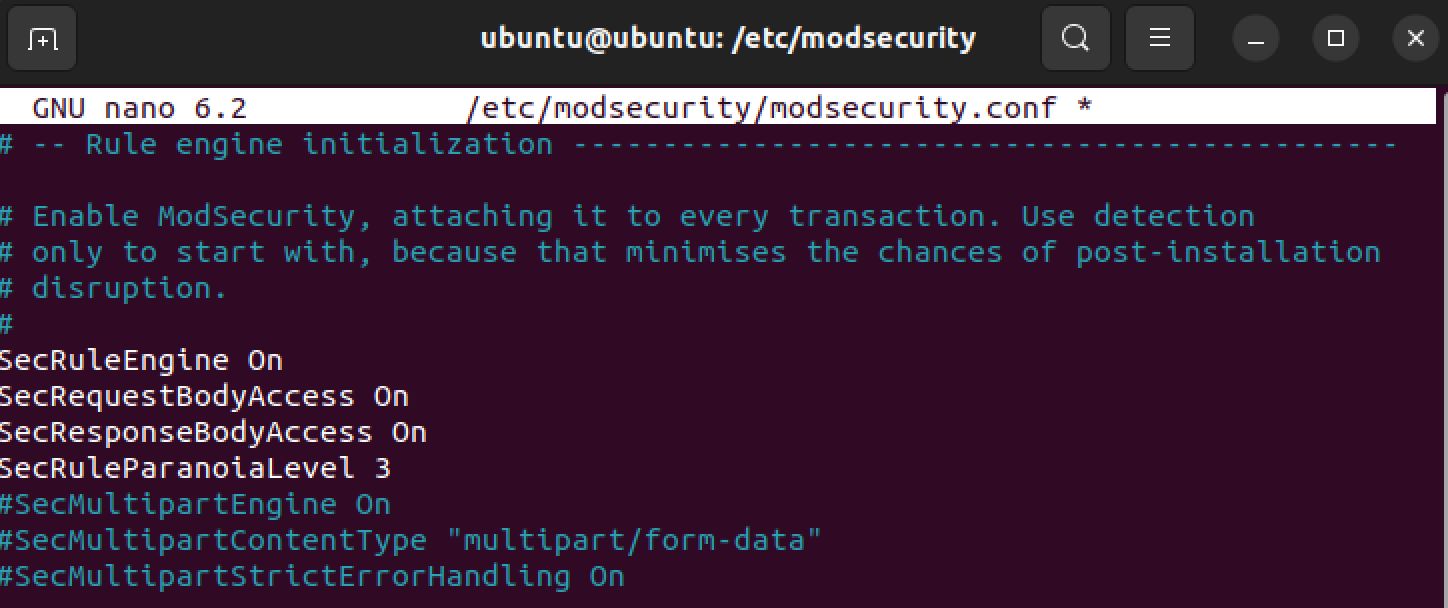 ubuntu@ubuntu: /etc/modsecurity
GNU nano 6.2 /etc/modsecurity/modsecurity.conf *
# -- Rule engine initialization ----------------------------------------------
# Enable ModSecurity, attaching it to every transaction. Use detection
# only to start with, because that minimises the chances of post-installation
# disruption.
#
SecRuleEngine On
SecRequestBodyAccess On
SecResponseBodyAccess On
SecRuleParanoiaLevel 3
#SecMultipartEngine On
#SecMultipartContentType "multipart/form-data"
#SecMultipartStrictErrorHandling On